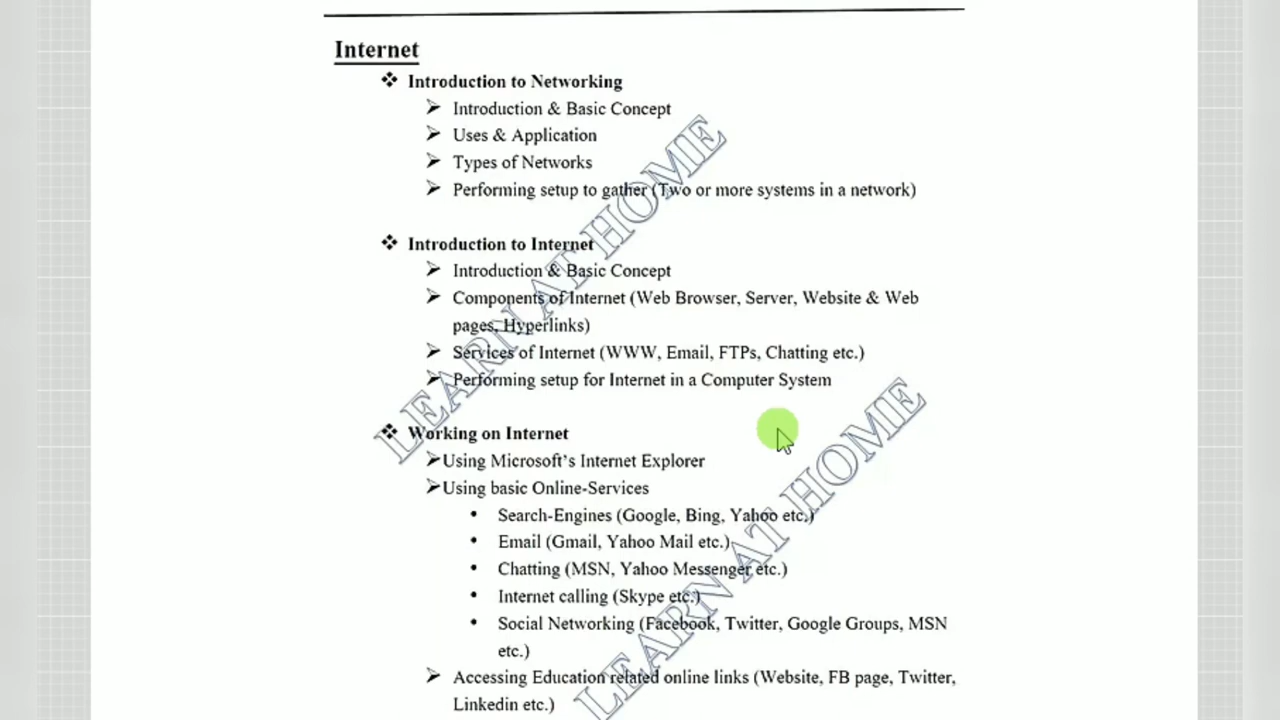 Internet
❖ Introduction to Networking
➢ Introduction & Basic Concept
➢ Uses & Application
➢ Types of Networks
➢ Performing setup to gather (Two or more systems in a network)
❖ Introduction to Internet
➢ Introduction & Basic Concept
➢ Components of Internet (Web Browser, Server, Website & Web
pages, Hyperlinks)
➢ Services of Internet (WWW, Email, FTPs, Chatting etc.)
➢ Performing setup for Internet in a Computer System
❖ Working on Internet
➢Using Microsoft's Internet Explorer
➢Using basic Online-Services
• Search-Engines (Google, Bing, Yahoo etc.)
• Email (Gmail, Yahoo Mail etc.)
• Chatting (MSN, Yahoo Messenger etc.)
• Internet calling (Skype etc.)
• Social Networking (Facebook, Twitter, Google Groups, MSN
etc.)
➢ Accessing Education related online links (Website, FB page, Twitter,
Linkedin etc.)
LEARN AT HOME
LEARN AT HOME